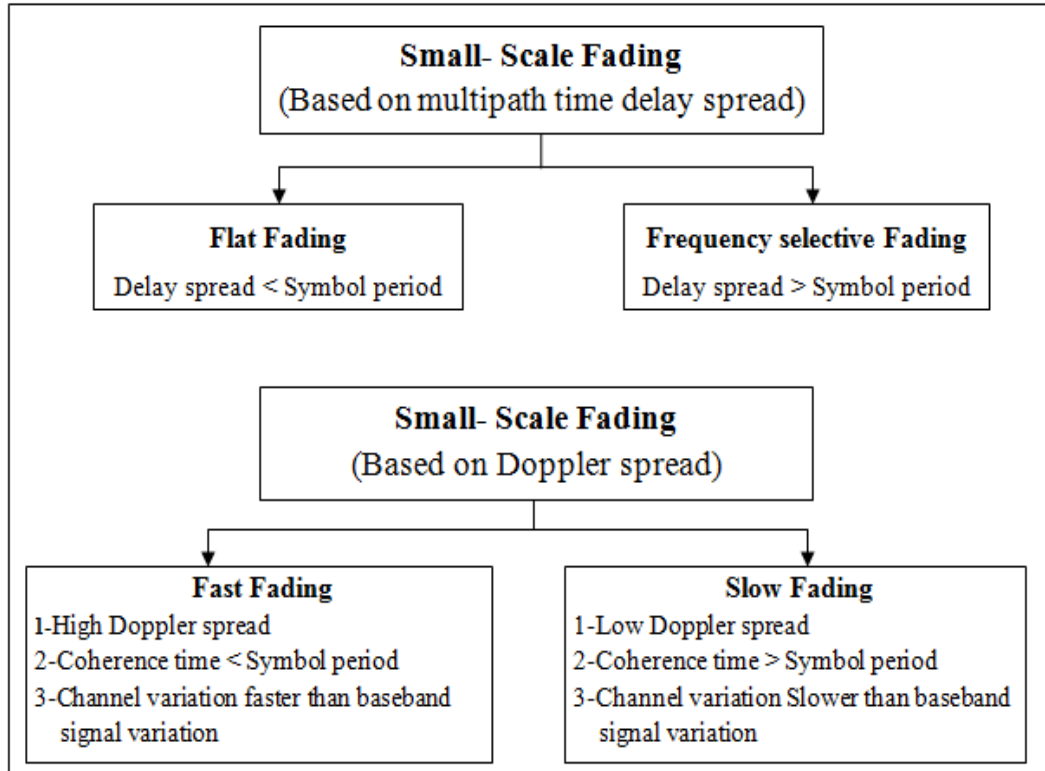 Small- Scale Fading
(Based on multipath time delay spread)
Flat Fading
Delay spread < Symbol period
Frequency selective Fading
Delay spread > Symbol period
Small- Scale Fading
(Based on Doppler spread)
Fast Fading
1-High Doppler spread
2-Coherence time < Symbol period
3-Channel variation faster than baseband
signal variation
Slow Fading
1-Low Doppler spread
2-Coherence time > Symbol period
3-Channel variation Slower than baseband
signal variation